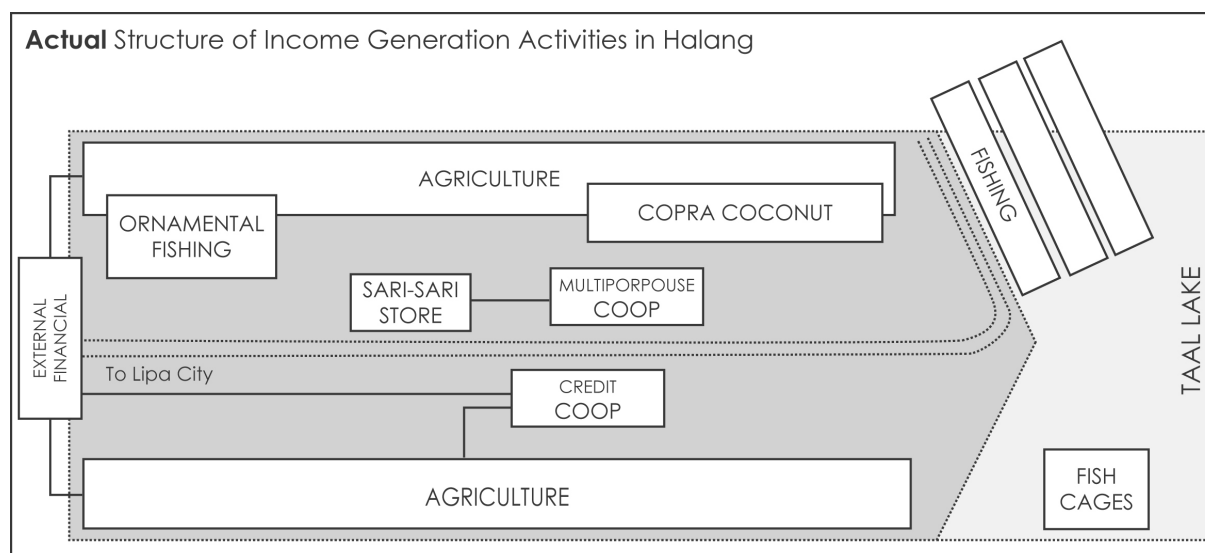 Actual Structure of Income Generation Activities in Halang
AGRICULTURE
ORNAMENTAL
FISHING
COPRA COCONUT
FISHING
SARI-SARI
STORE
MULTIPORPOUSE
COOP
EXTERNAL
FINANCIAL
To Lipa City
CREDIT
COOP
TAAL LAKE
AGRICULTURE
FISH
CAGES